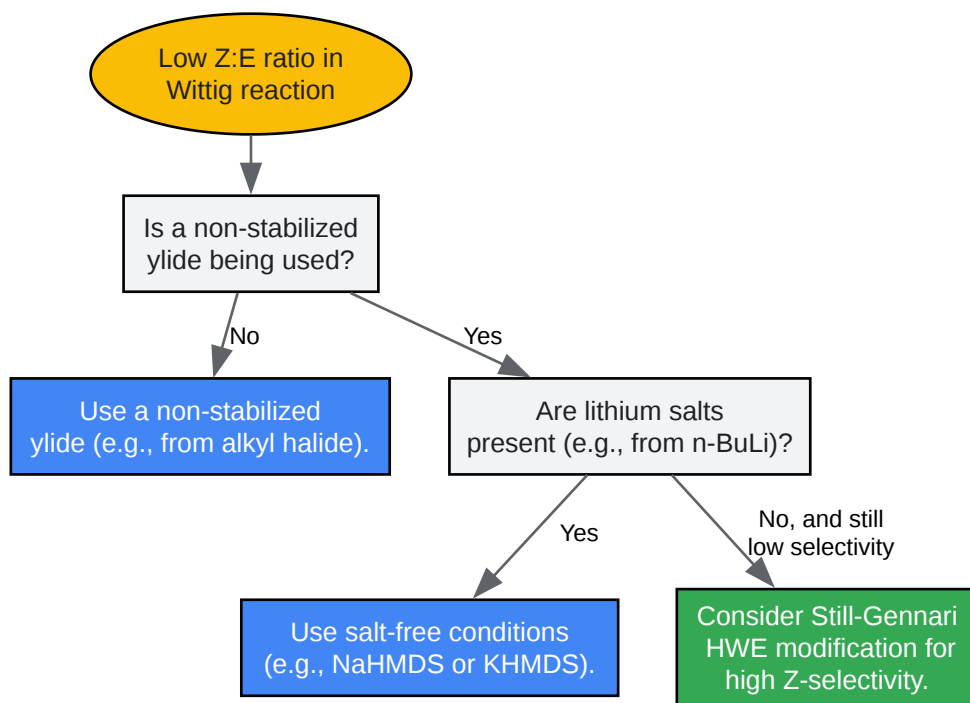 Low Z:E ratio in
Wittig reaction
Is a non-stabilized
ylide being used?
No
Yes
Use a non-stabilized
ylide (e.g., from alkyl halide).
Are lithium salts
present (e.g., from n-BuLi)?
Yes
No, and still
low selectivity
Use salt-free conditions
(e.g., NaHMDS or KHMDS).
Consider Still-Gennari
HWE modification for
high Z-selectivity.